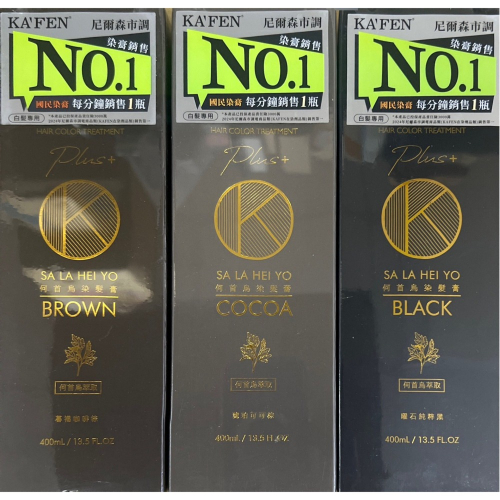 KA'FEN 尼爾森市調
染膏銷售
NO.1
國民染膏 每分鐘銷售1瓶
白髮專用
HAIR COLOR TREATMENT
Plus+
K
SA LA HEI YO
何首烏染髮膏
BROWN
何首烏萃取
400mL / 13.5 FL.OZ
KA'FEN 尼爾森市調
染膏銷售
NO.1
國民染膏 每分鐘銷售1瓶
白髮專用
HAIR COLOR TREATMENT
Plus+
K
SA LA HEI YO
何首烏染髮膏
COCOA
何首烏萃取
400mL / 13.5 FL.OZ
KA'FEN 尼爾森市調
染膏銷售
NO.1
國民染膏 每分鐘銷售1瓶
白髮專用
HAIR COLOR TREATMENT
Plus+
K
SA LA HEI YO
何首烏染髮膏
BLACK
何首烏萃取
曜石純粹黑
400mL / 13.5 FL.OZ